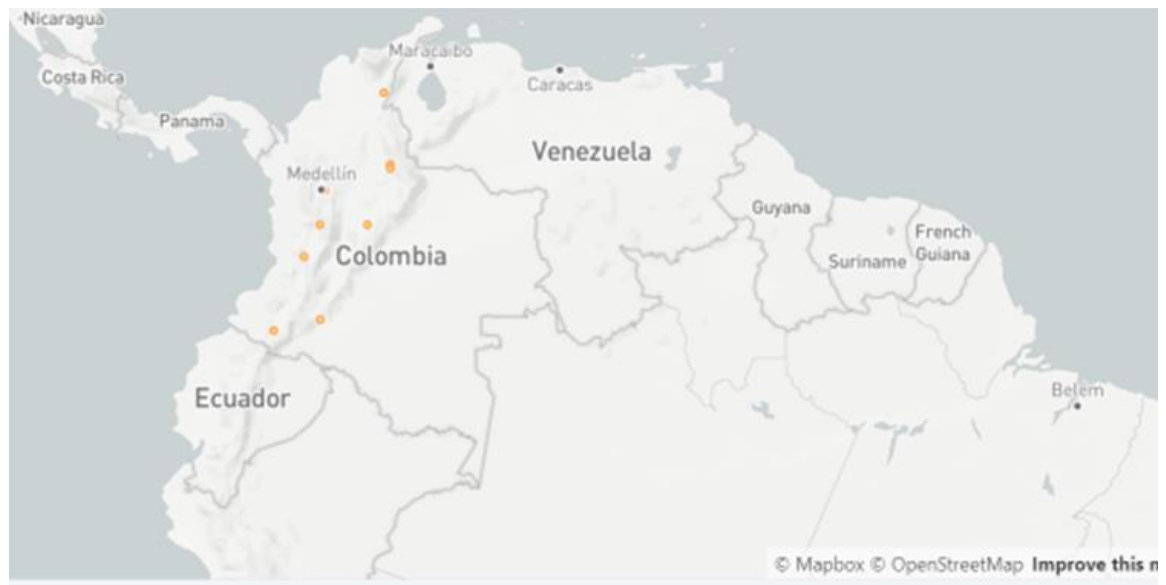 Nicaragua
Costa Rica
Panama
Maracaibo
Caracas
Venezuela
Medellín
Colombia
Guyana
Suriname
French
Guiana
Ecuador
Belem
© Mapbox © OpenStreetMap Improve this m